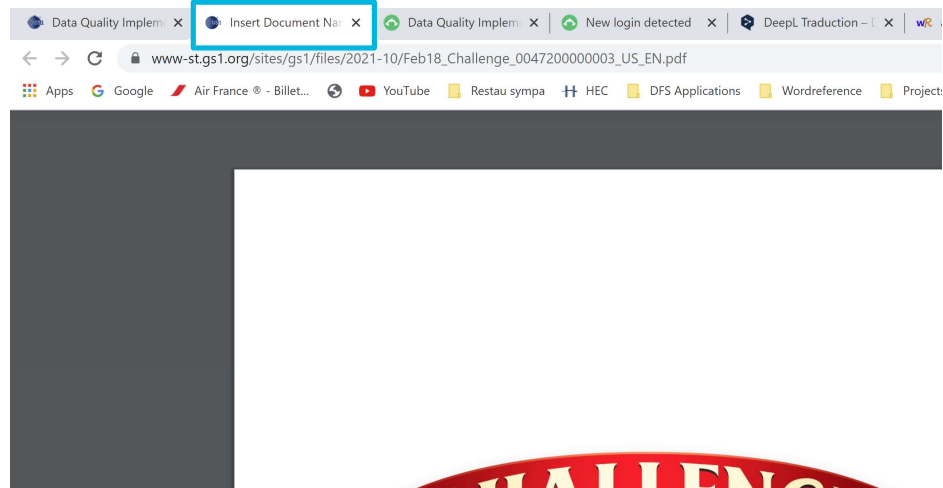 Data Quality Implem Insert Document Nar Data Quality Implem New login detected DeepL Traduction – D wR
www-st.gs1.org/sites/gs1/files/2021-10/Feb18_Challenge_0047200000003_US_EN.pdf
Apps G Google Air France ® - Billet... YouTube Restau sympa H HEC DFS Applications Wordreference Projects
HALLENG